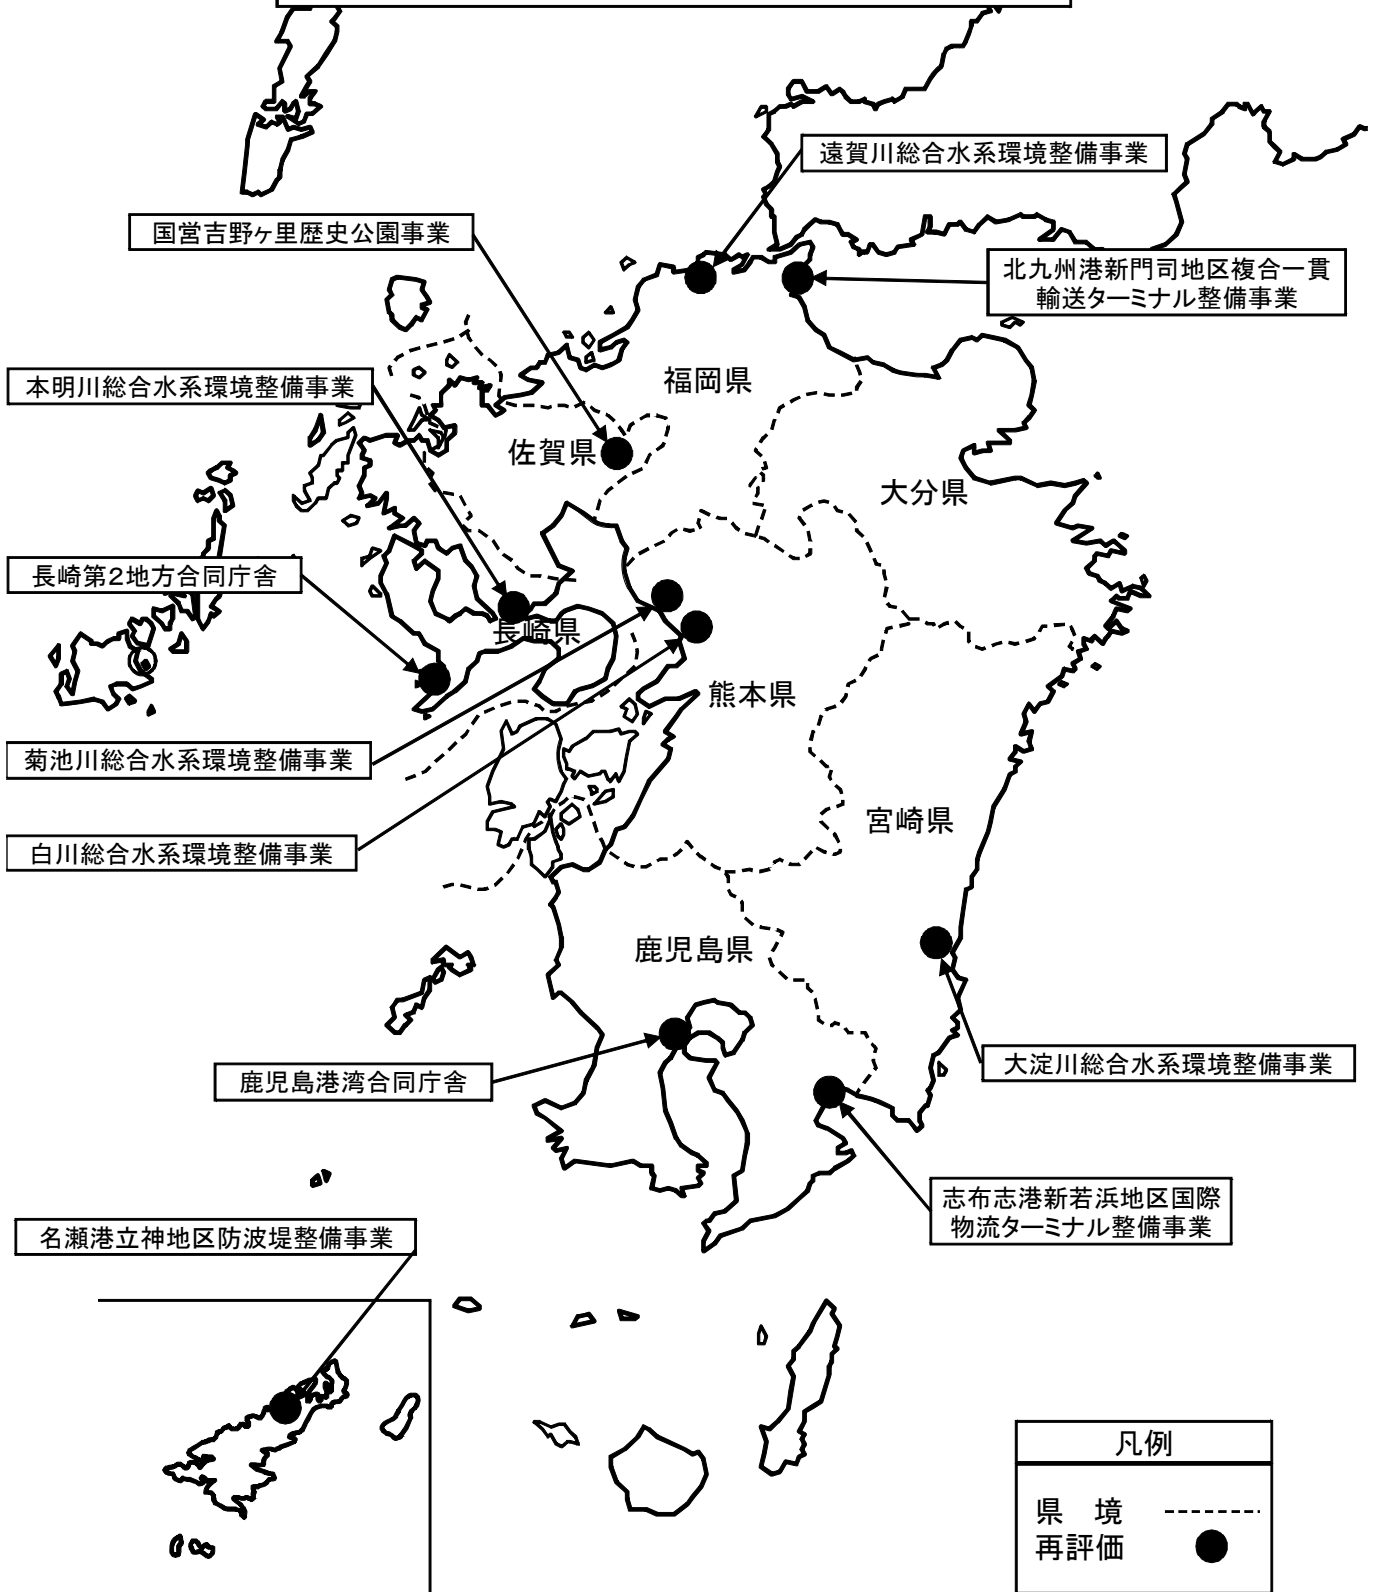 遠賀川総合水系環境整備事業
国営吉野ヶ里歴史公園事業
北九州港新門司地区複合一貫
輸送ターミナル整備事業
本明川総合水系環境整備事業
福岡県
佐賀県
大分県
長崎第2地方合同庁舎
長崎県
熊本県
菊池川総合水系環境整備事業
宮崎県
白川総合水系環境整備事業
鹿児島県
大淀川総合水系環境整備事業
鹿児島港湾合同庁舎
志布志港新若浜地区国際
物流ターミナル整備事業
名瀬港立神地区防波堤整備事業
凡例
県 境
再評価